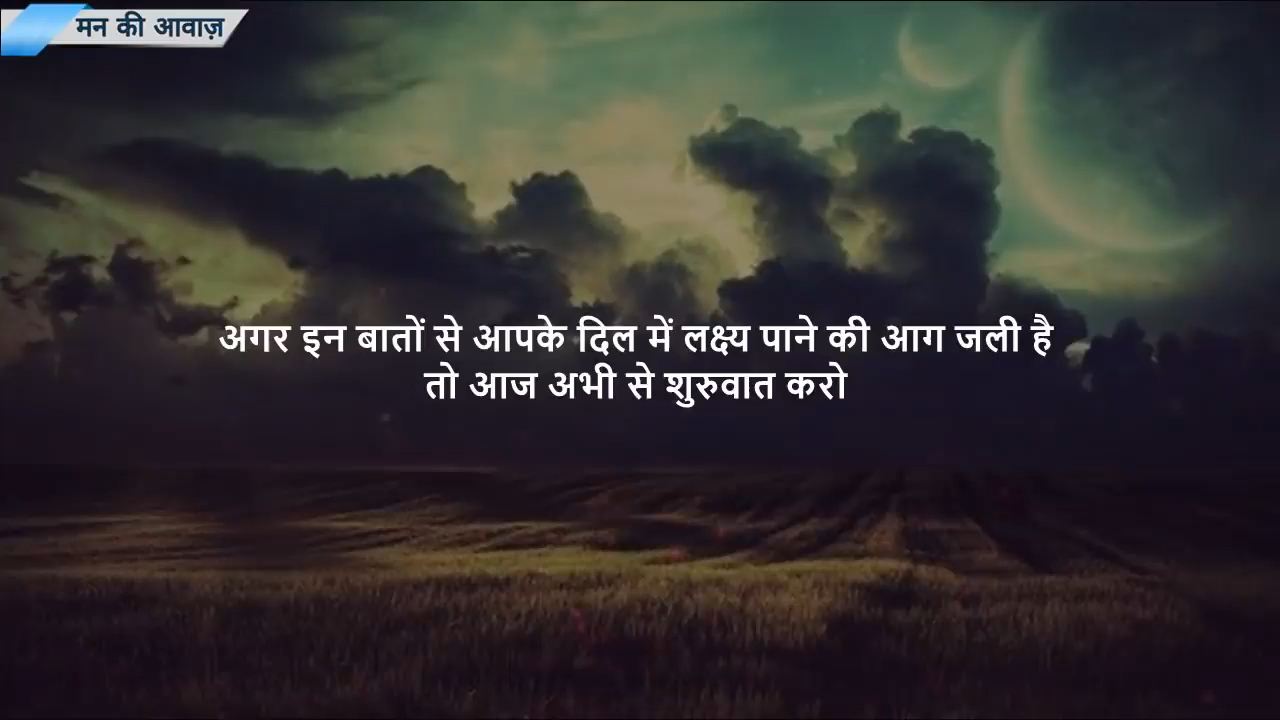 मन की आवाज़
अगर इन बातों से आपके दिल में लक्ष्य पाने की आग जली है
तो आज अभी से शुरुवात करो